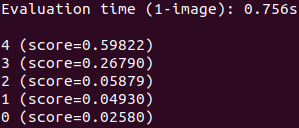 Evaluation time (1-image): 0.756s
4 (score=0.59822)
3 (score=0.26790)
2 (score=0.05879)
1 (score=0.04930)
0 (score=0.02580)